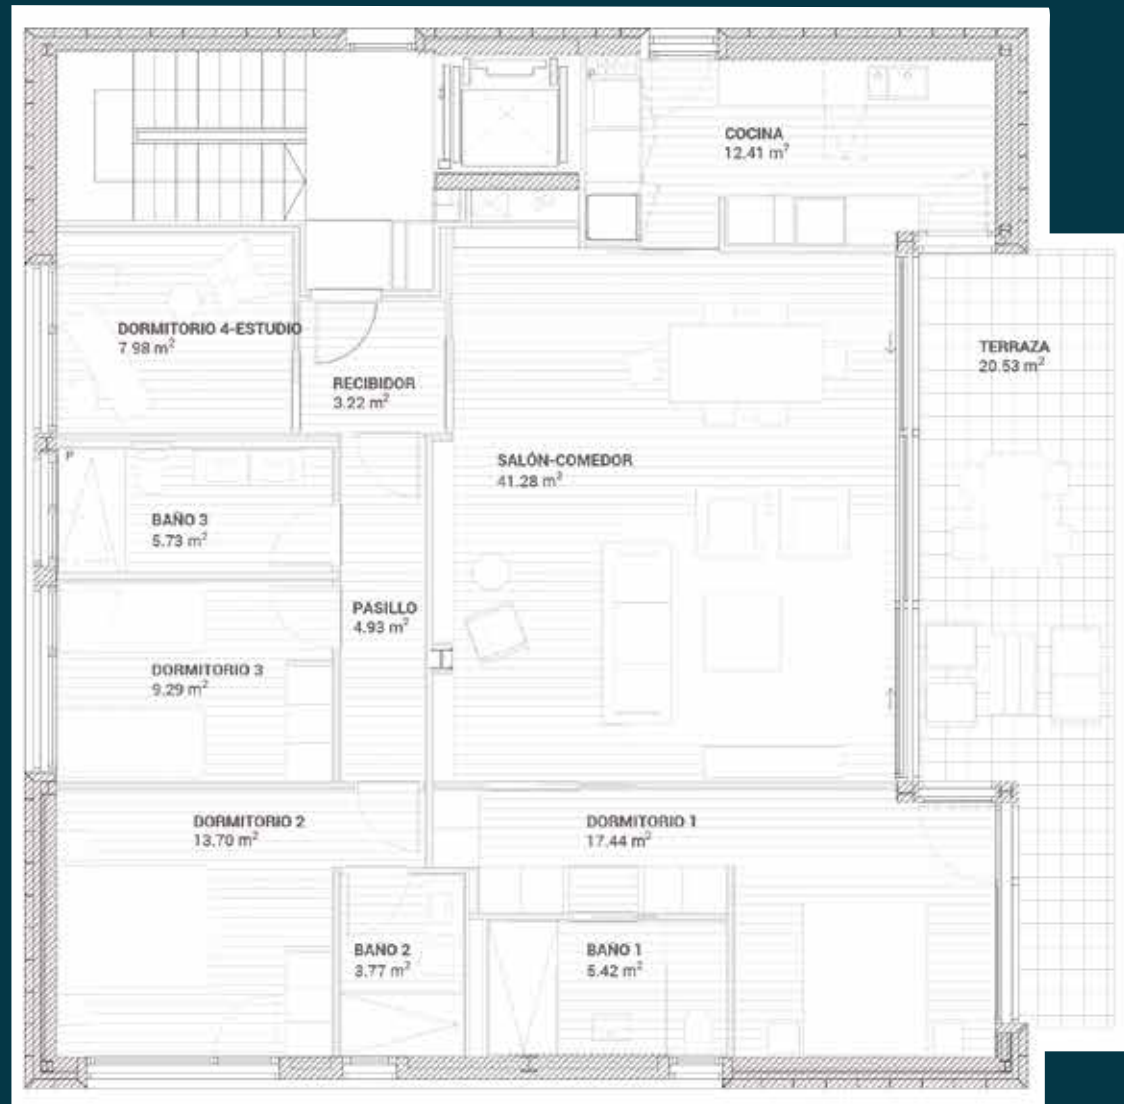 COCINA
12.41 m²
DORMITORIO 4-ESTUDIO
7.98 m²
RECIBIDOR
3.22 m²
TERRAZA
20.53 m²
SALÓN-COMEDOR
41.28 m²
P
P
BAÑO 3
5.73 m²
PASILLO
4.93 m²
DORMITORIO 3
9.29 m²
DORMITORIO 2
13.70 m²
DORMITORIO 1
17.44 m²
BAÑO 2
3.77 m²
BAÑO 1
5.42 m²